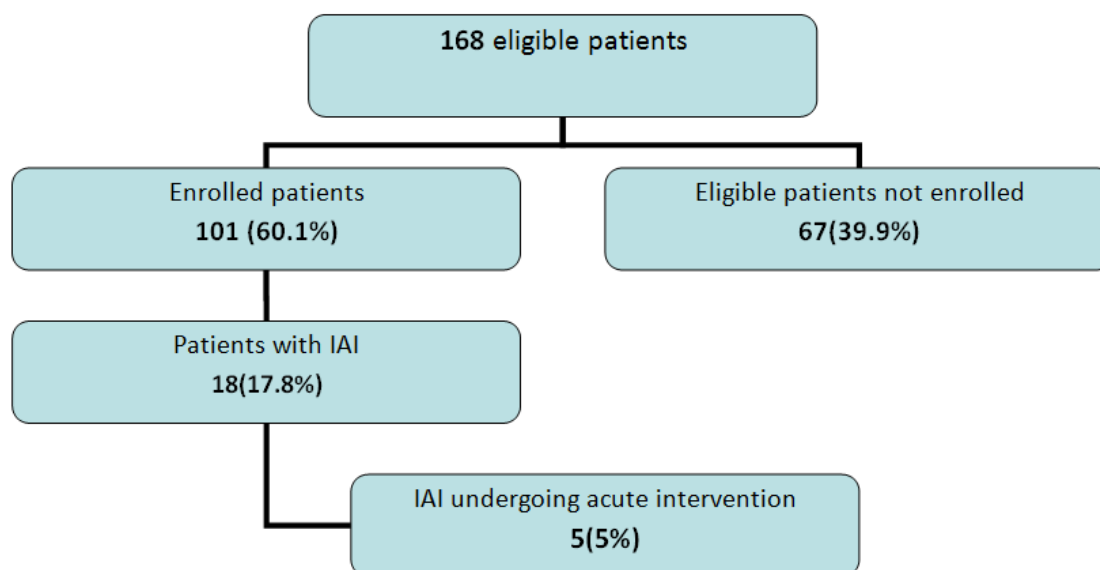 168 eligible patients
Enrolled patients
101 (60.1%)
Eligible patients not enrolled
67(39.9%)
Patients with IAI
18(17.8%)
IAI undergoing acute intervention
5(5%)